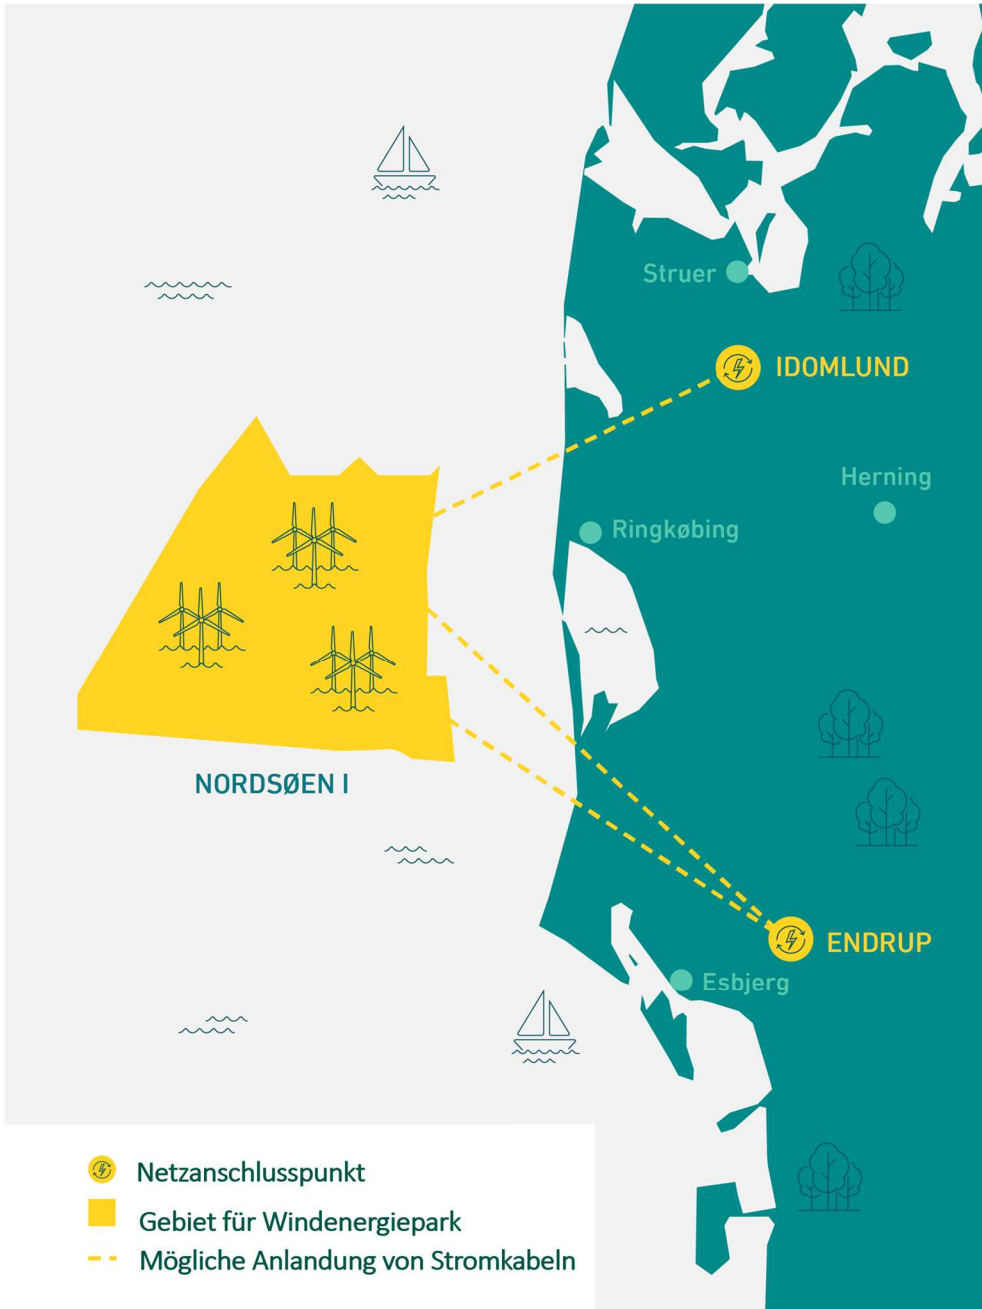 Struer
IDOMLUND
Herning
Ringkøbing
NORDSØEN I
ENDRUP
Esbjerg
Netzanschlusspunkt
Gebiet für Windenergiepark
Mögliche Anlandung von Stromkabeln